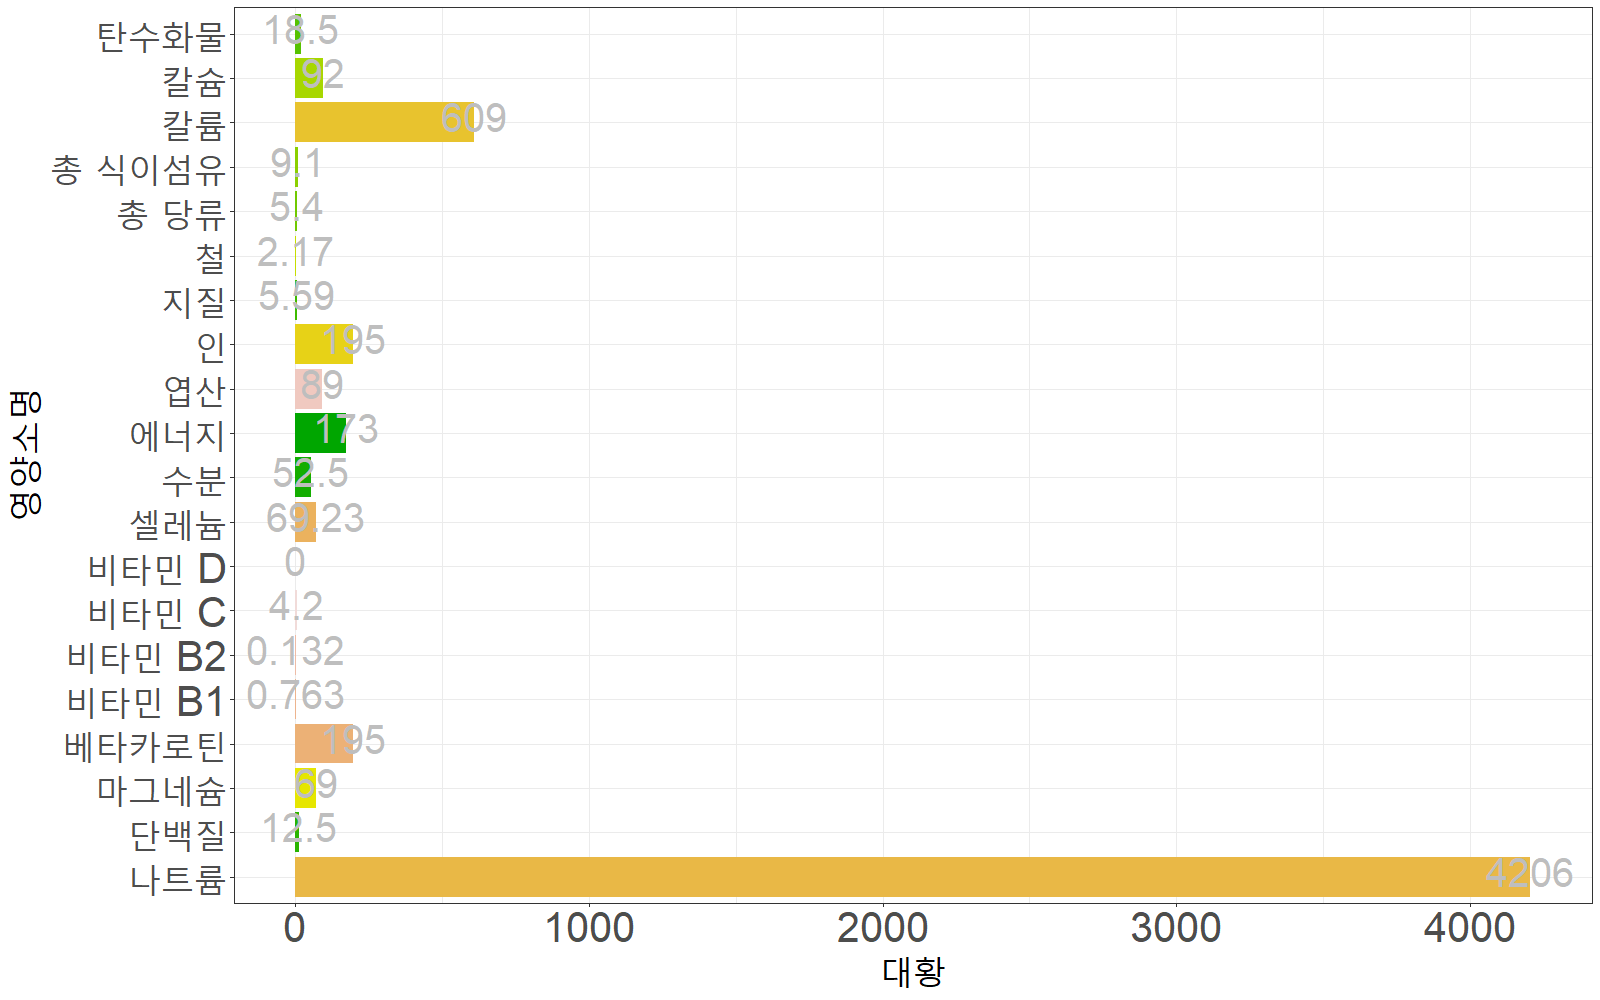 탄수화물 18.5
칼슘 92
칼륨 609
총 식이섬유 9.1
총 당류 5.4
철 2.17
지질 5.59
인 195
엽산 89
에너지 173
수분 52.5
셀레늄 69.23
비타민 D 0
비타민 C 4.2
비타민 B2 0.132
비타민 B1 0.763
베타카로틴 195
마그네슘 69
단백질 12.5
나트륨 4206
영양소명
0 1000 2000 3000 4000
대황